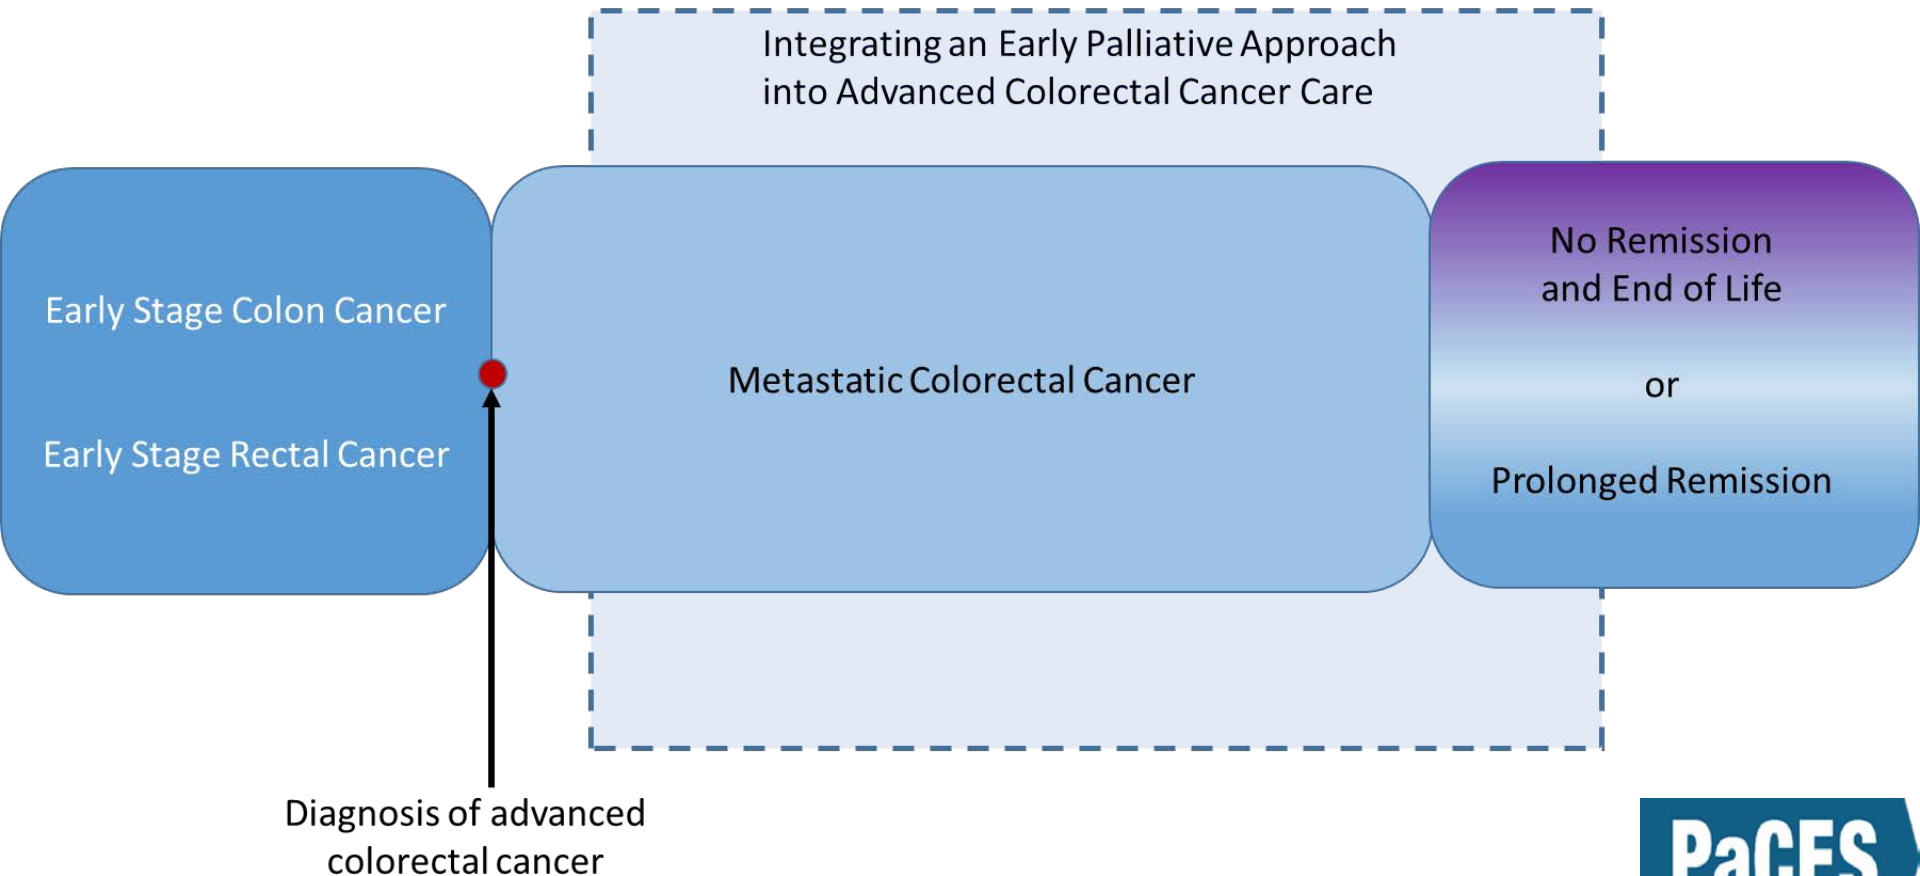 Integrating an Early Palliative Approach
into Advanced Colorectal Cancer Care
Early Stage Colon Cancer
Early Stage Rectal Cancer
Metastatic Colorectal Cancer
No Remission
and End of Life
or
Prolonged Remission
Diagnosis of advanced
colorectal cancer
PaCES